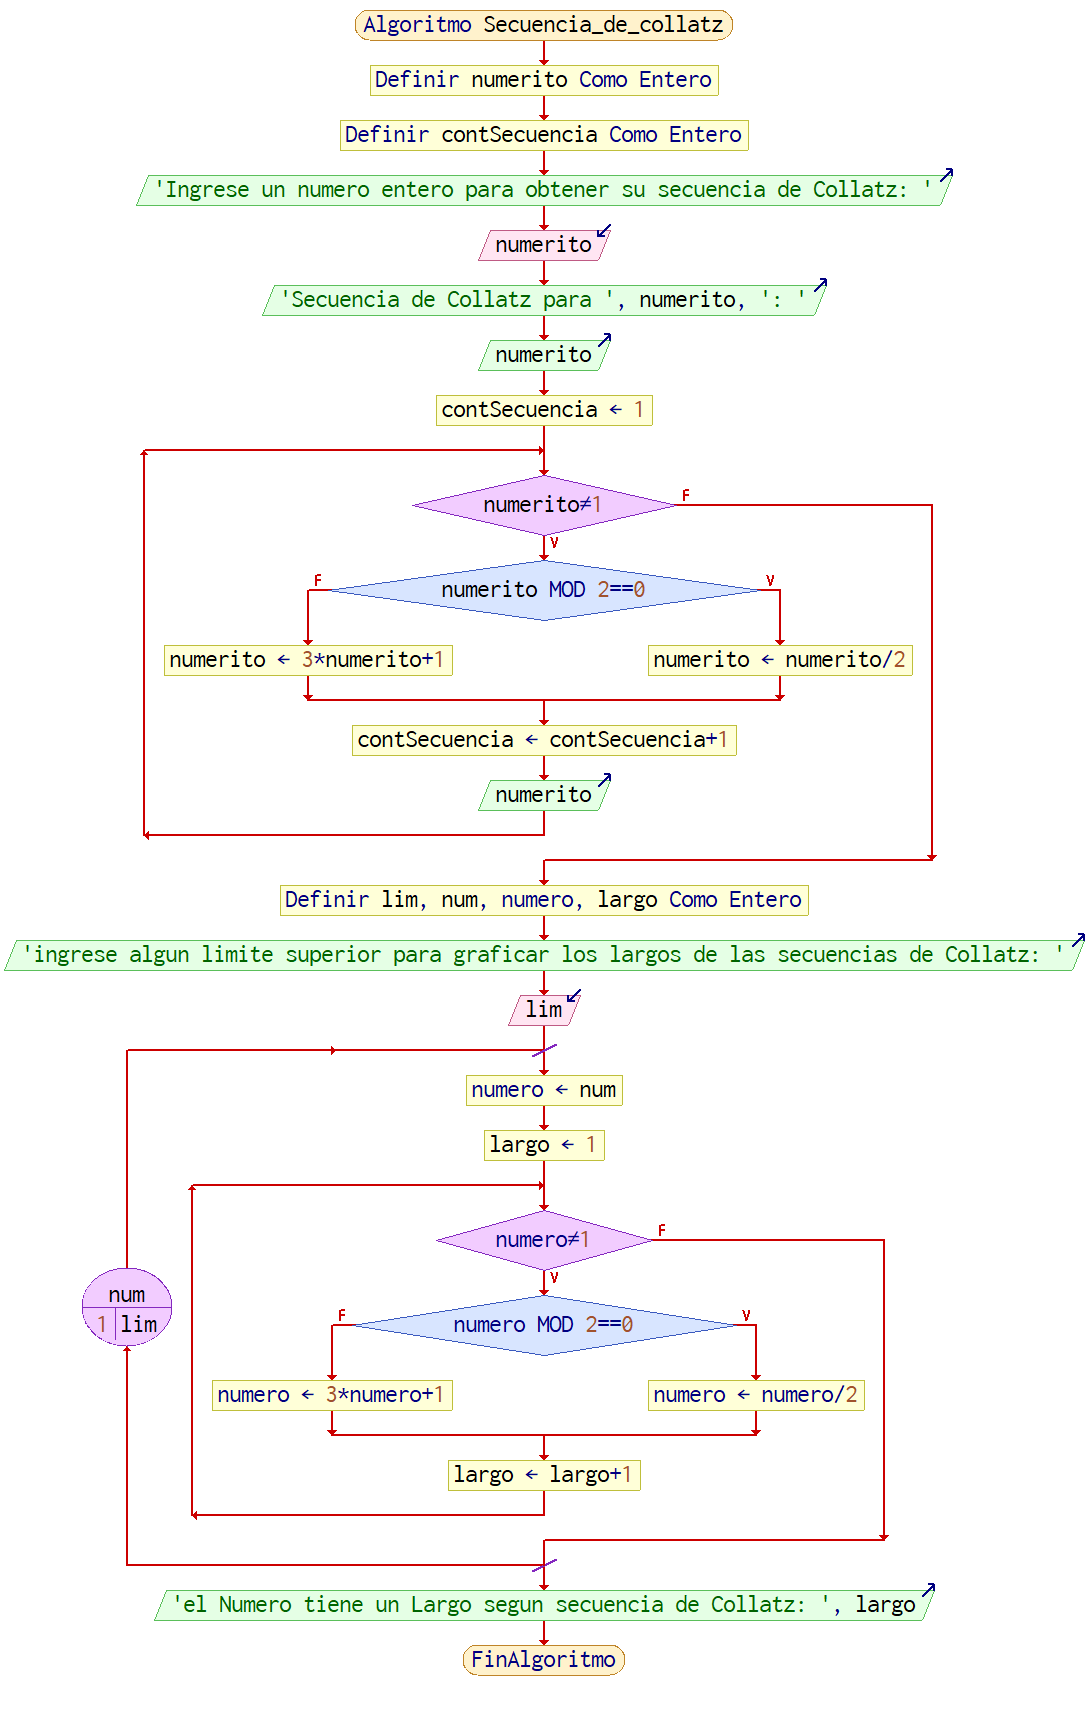 Algoritmo Secuencia_de_collatz
Definir numerito Como Entero
Definir contSecuencia Como Entero
'Ingrese un numero entero para obtener su secuencia de Collatz: '
numerito
'Secuencia de Collatz para ', numerito, ': '
numerito
contSecuencia ← 1
numerito≠1
F
V
numerito MOD 2==0
F
V
numerito ← 3*numerito+1
numerito ← numerito/2
contSecuencia ← contSecuencia+1
numerito
Definir lim, num, numero, largo Como Entero
'ingrese algun limite superior para graficar los largos de las secuencias de Collatz: '
lim
numero ← num
largo ← 1
numero≠1
F
V
num
1 lim
numero MOD 2==0
F
V
numero ← 3*numero+1
numero ← numero/2
largo ← largo+1
'el Numero tiene un Largo segun secuencia de Collatz: ', largo
FinAlgoritmo